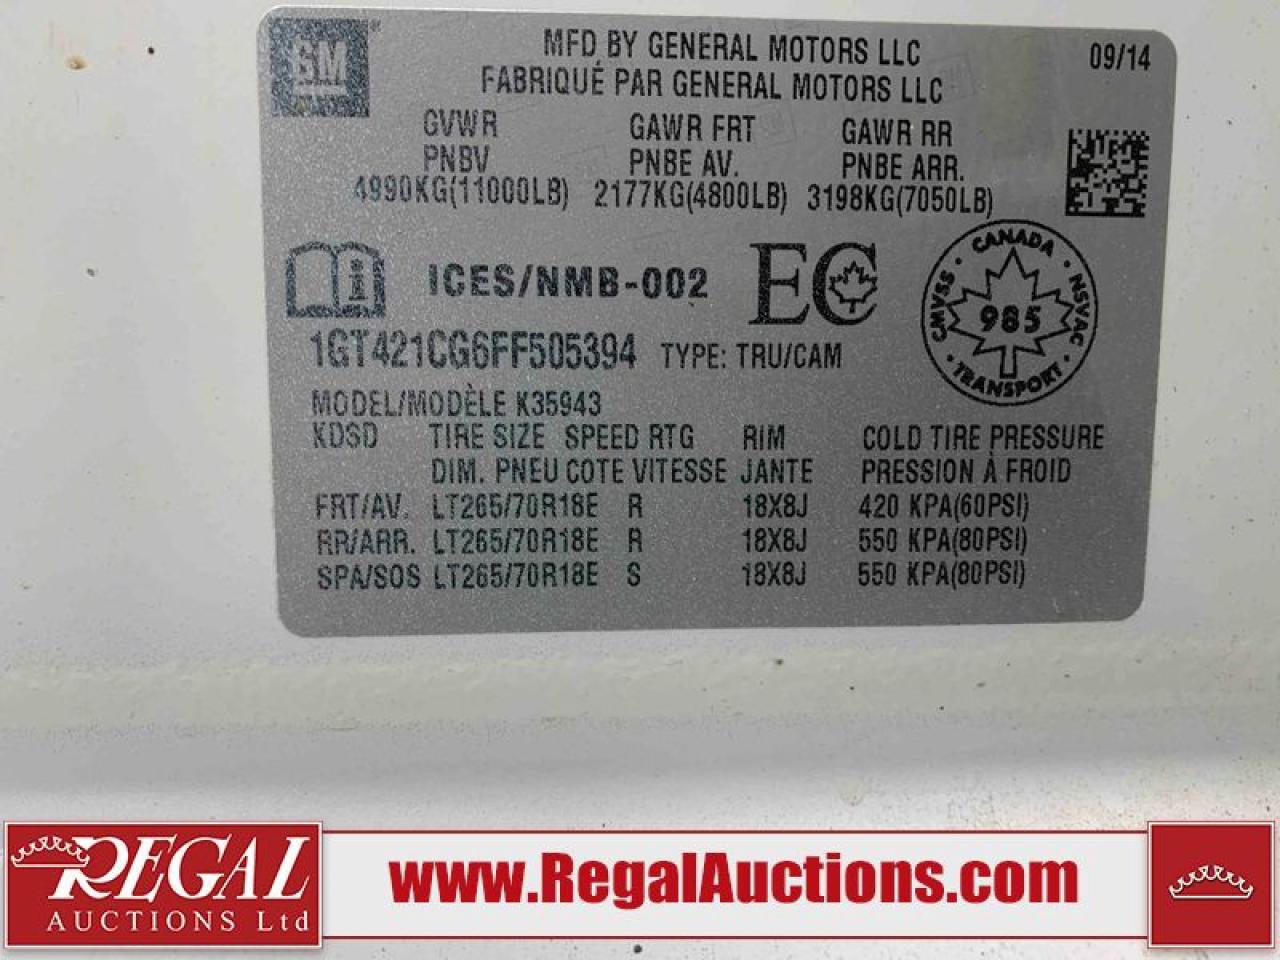 GM
MFD BY GENERAL MOTORS LLC 09/14
FABRIQUÉ PAR GENERAL MOTORS LLC
GVWR GAWR FRT GAWR RR
PNBV PNBE AV. PNBE ARR.
4990KG(11000LB) 2177KG(4800LB) 3198KG(7050LB)
ICES/NMB-002 EC
CANADA CMVSS NSVAC 985 TRANSPORT
1GT421CG6FF505394 TYPE: TRU/CAM
MODEL/MODÈLE K35943
KDSD TIRE SIZE SPEED RTG RIM COLD TIRE PRESSURE
DIM. PNEU COTE VITESSE JANTE PRESSION À FROID
FRT/AV. LT265/70R18E R 18X8J 420 KPA(60PSI)
RR/ARR. LT265/70R18E R 18X8J 550 KPA(80PSI)
SPA/SOS LT265/70R18E S 18X8J 550 KPA(80PSI)
REGAL
AUCTIONS Ltd
www.RegalAuctions.com